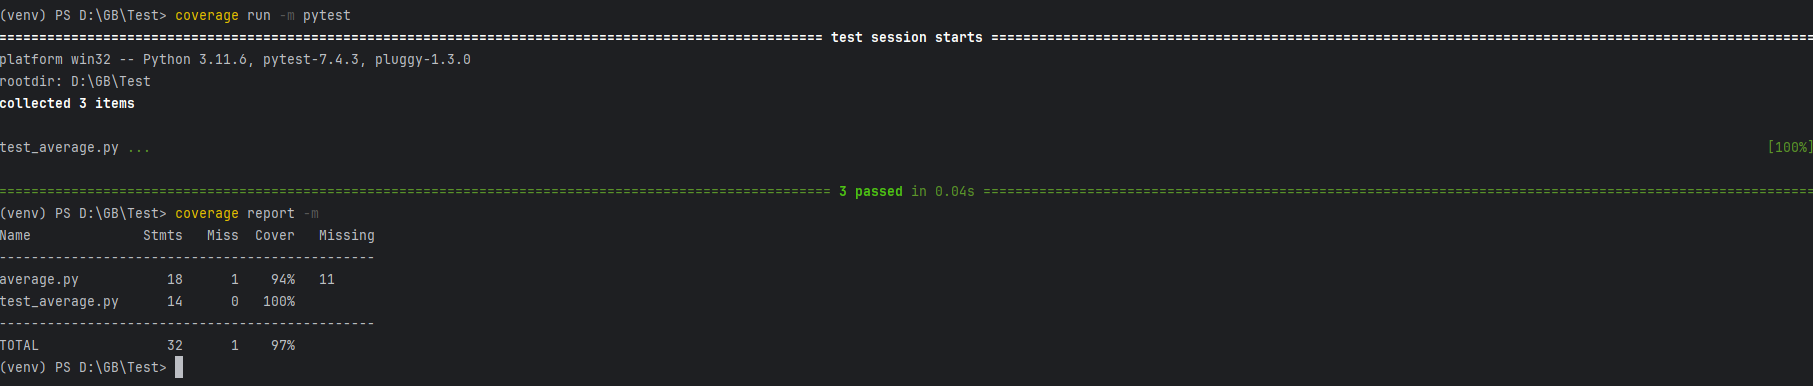 (venv) PS D:\GB\Test> coverage run -m pytest
======================================================================================================= test session starts =======================================================================================================
platform win32 -- Python 3.11.6, pytest-7.4.3, pluggy-1.3.0
rootdir: D:\GB\Test
collected 3 items
test_average.py ... [100%]
======================================================================================================== 3 passed in 0.04s ========================================================================================================
(venv) PS D:\GB\Test> coverage report -m
Name              Stmts   Miss  Cover   Missing
-----------------------------------------------
average.py           18      1    94%   11
test_average.py      14      0   100%
-----------------------------------------------
TOTAL                32      1    97%
(venv) PS D:\GB\Test>